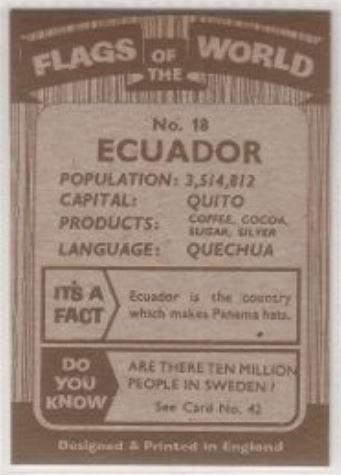 FLAGS OF THE WORLD
No. 18
ECUADOR
POPULATION: 3,514,812
CAPITAL: QUITO
PRODUCTS: COFFEE, COCOA, SUGAR, SILVER
LANGUAGE: QUECHUA
IT'S A FACT
Ecuador is the country
which makes Panema hats.
DO YOU KNOW
ARE THERE TEN MILLION
PEOPLE IN SWEDEN?
See Card No. 42
Designed & Printed in England